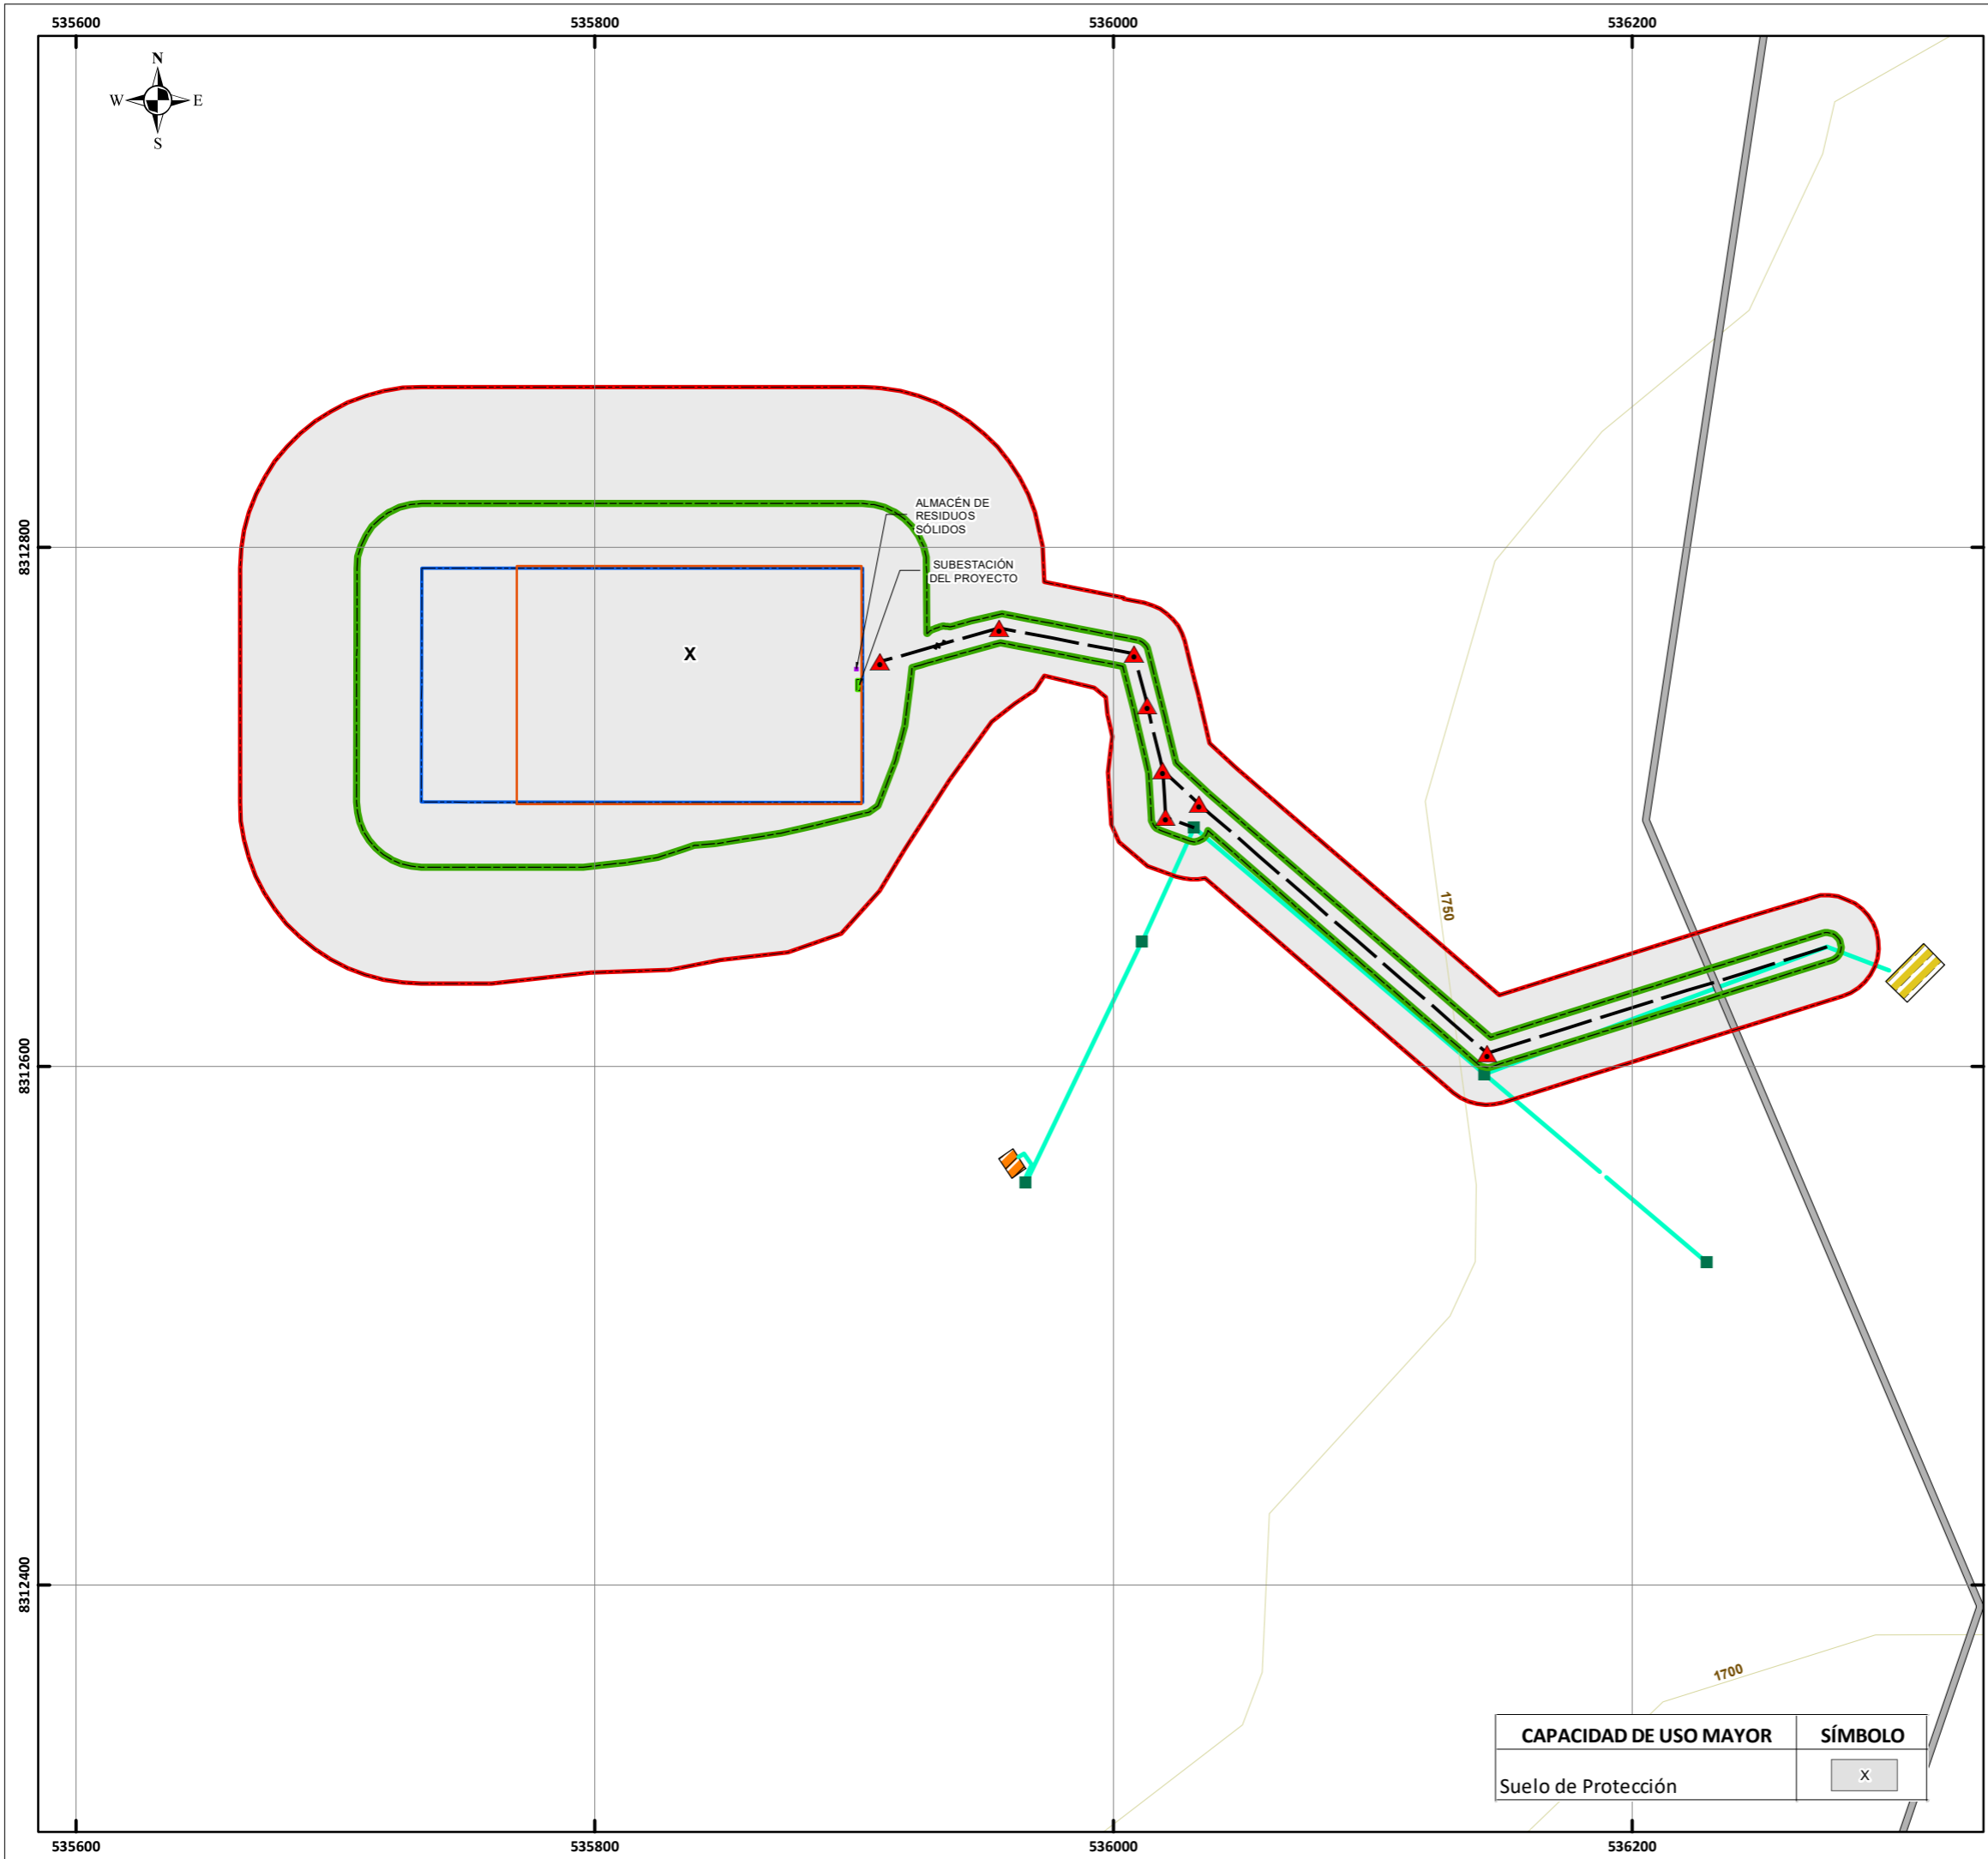 535600
535800
536000
536200
N
W
E
S
8312800
8312600
8312400
ALMACÉN DE
RESIDUOS
SÓLIDOS
SUBESTACIÓN
DEL PROYECTO
X
1750
1700
CAPACIDAD DE USO MAYOR SÍMBOLO
Suelo de Protección X
535600
535800
536000
536200